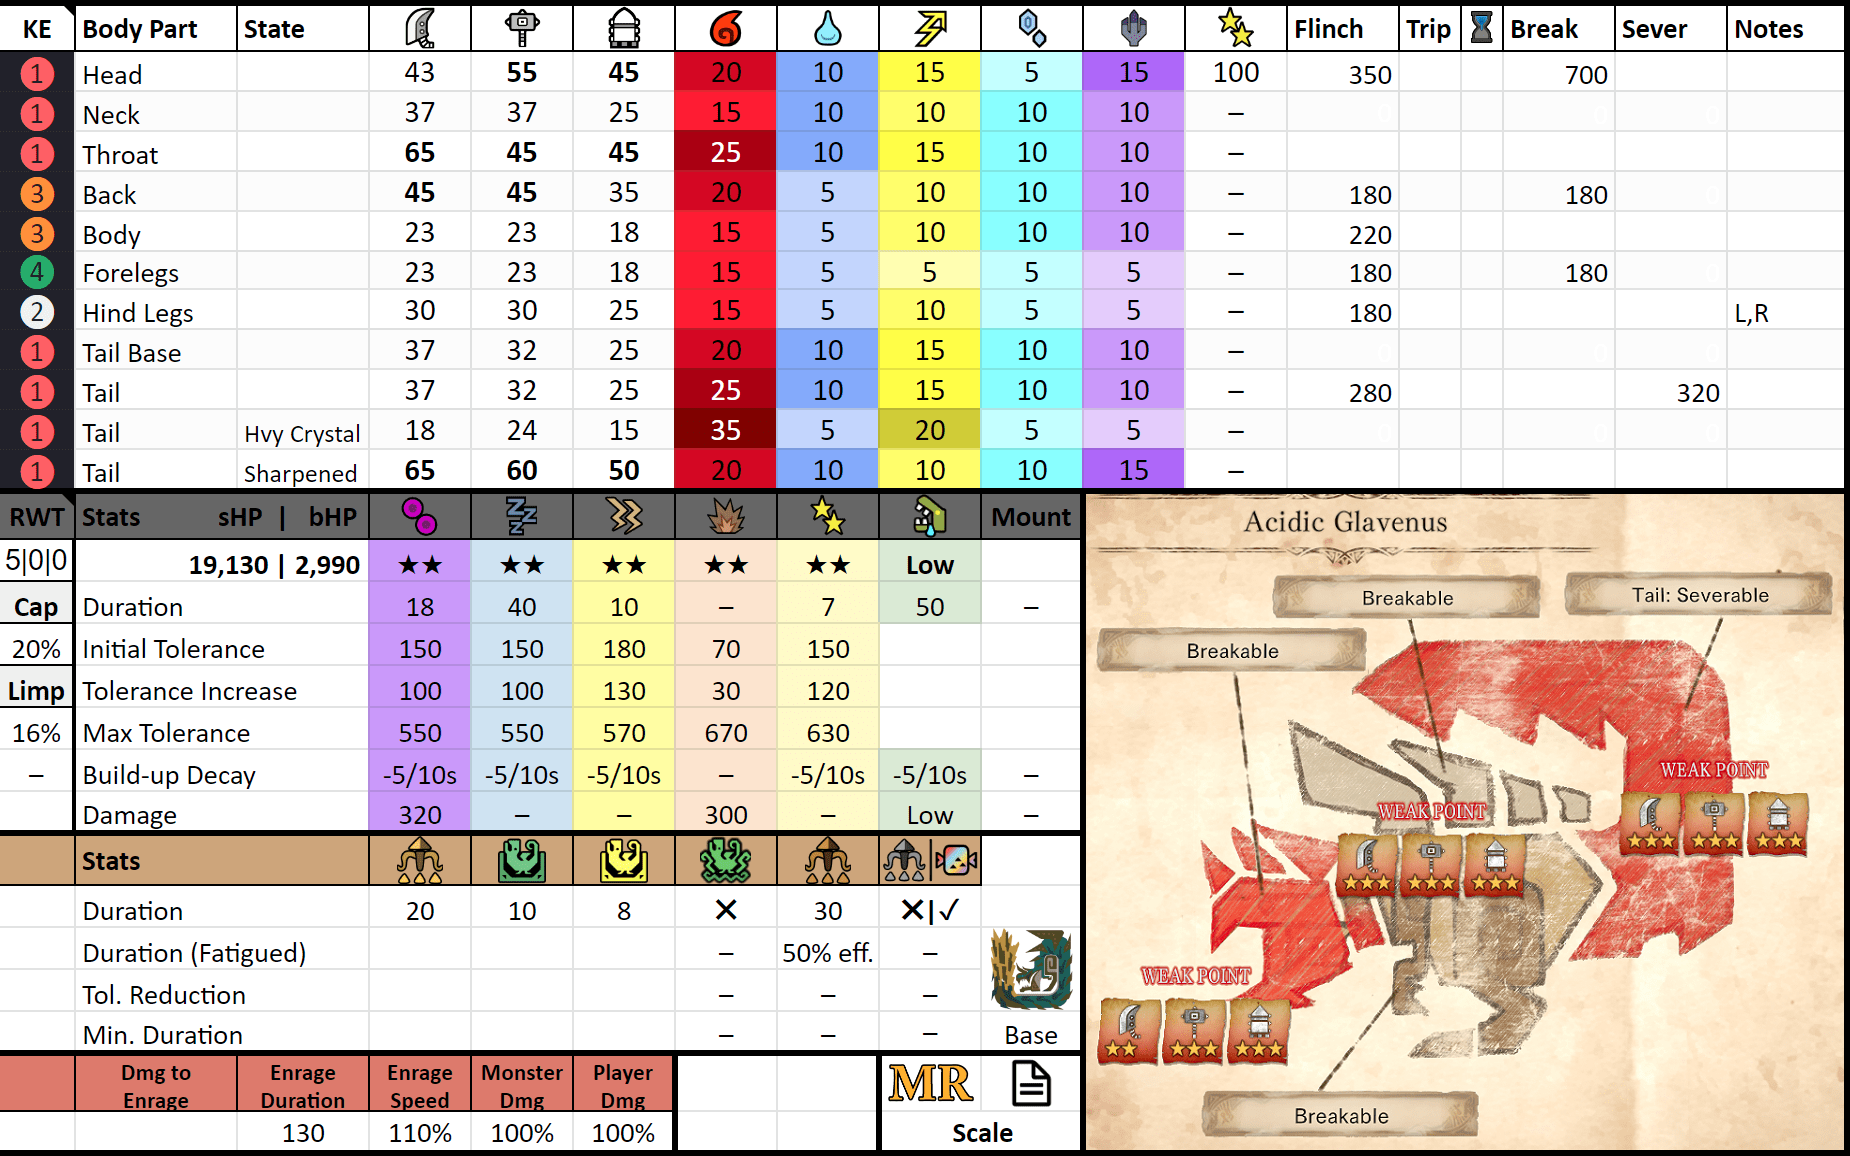 KE Body Part State Flinch Trip Break Sever Notes
1 Head 43 55 45 20 10 15 5 15 100 350 700
1 Neck 37 37 25 15 10 10 10 10 –
1 Throat 65 45 45 25 10 15 10 10 –
3 Back 45 45 35 20 5 10 10 10 – 180 180
3 Body 23 23 18 15 5 10 10 10 – 220
4 Forelegs 23 23 18 15 5 5 5 5 – 180 180
2 Hind Legs 30 30 25 15 5 10 5 5 – 180 L,R
1 Tail Base 37 32 25 20 10 15 10 10 –
1 Tail 37 32 25 25 10 15 10 10 – 280 320
1 Tail Hvy Crystal 18 24 15 35 5 20 5 5 –
1 Tail Sharpened 65 60 50 20 10 10 10 15 –
RWT Stats sHP | bHP Mount
5|0|0 19,130 | 2,990 ★★ ★★ ★★ ★★ ★★ Low
Cap Duration 18 40 10 – 7 50 –
20% Initial Tolerance 150 150 180 70 150
Limp Tolerance Increase 100 100 130 30 120
16% Max Tolerance 550 550 570 670 630
– Build-up Decay -5/10s -5/10s -5/10s – -5/10s -5/10s –
Damage 320 – – 300 – Low –
Stats
Duration 20 10 8 ✕ 30 ✕|✓
Duration (Fatigued) – 50% eff. –
Tol. Reduction – – –
Min. Duration – – – Base
Dmg to Enrage Enrage Duration Enrage Speed Monster Dmg Player Dmg MR
130 110% 100% 100% Scale
Acidic Glavenus
Breakable
Tail: Severable
Breakable
WEAK POINT
WEAK POINT
WEAK POINT
Breakable